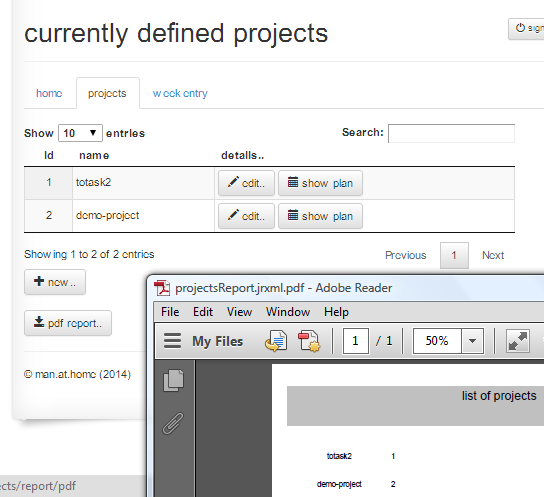 currently defined projects
sign
home projects week entry
Show 10 entries Search:
Id name details..
1 totask2 edit.. show plan
2 demo-project edit.. show plan
Showing 1 to 2 of 2 entries Previous 1 Next
new ..
pdf report..
© man.at.home (2014)
ects/report/pdf
projectsReport.jrxml.pdf - Adobe Reader
File Edit View Window Help
My Files 1 / 1 50%
list of projects
totask2 1
demo-project 2